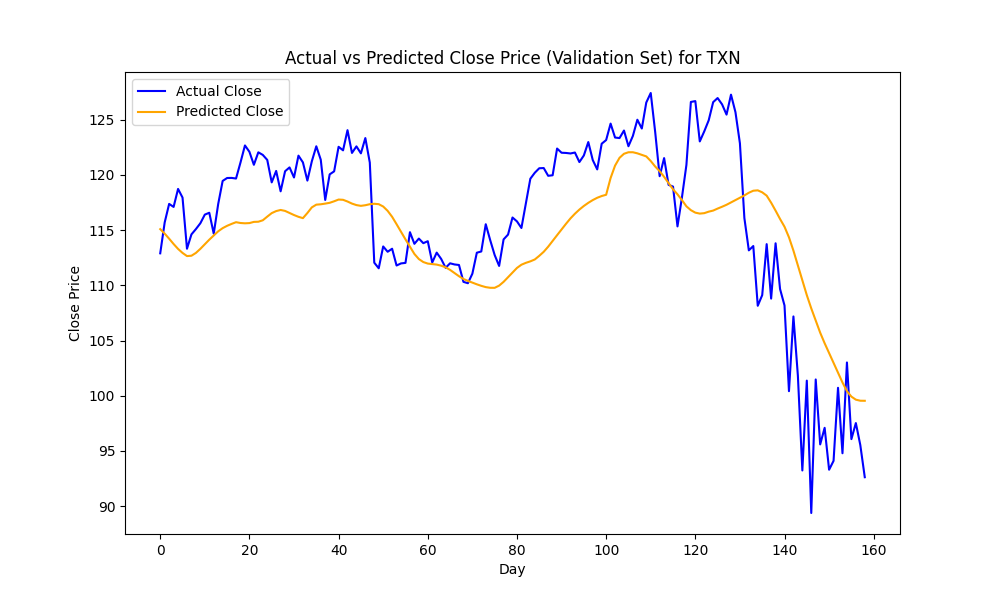 Actual vs Predicted Close Price (Validation Set) for TXN
Actual Close
Predicted Close
Close Price
125
120
115
110
105
100
95
90
0 20 40 60 80 100 120 140 160
Day